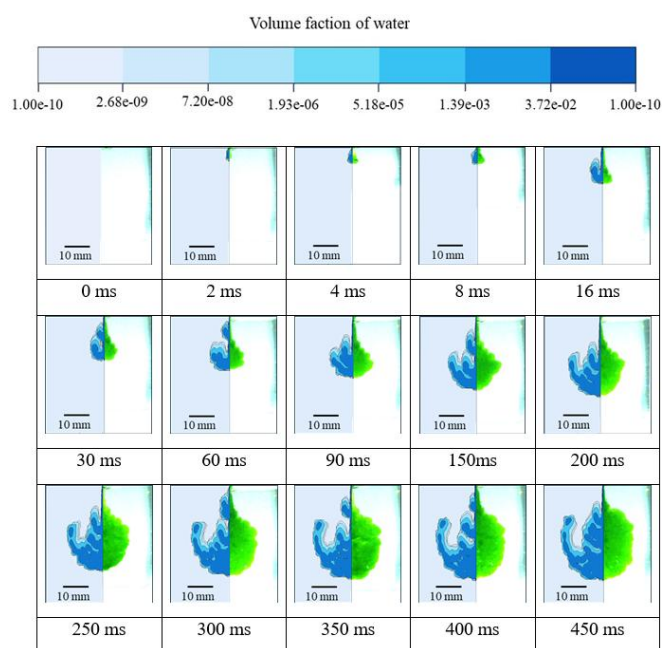 Volume faction of water
1.00e-10 2.68e-09 7.20e-08 1.93e-06 5.18e-05 1.39e-03 3.72e-02 1.00e-10
10 mm 10 mm 10 mm 10 mm 10 mm
0 ms 2 ms 4 ms 8 ms 16 ms
10 mm 10 mm 10 mm 10 mm 10 mm
30 ms 60 ms 90 ms 150ms 200 ms
10 mm 10 mm 10 mm 10 mm 10 mm
250 ms 300 ms 350 ms 400 ms 450 ms